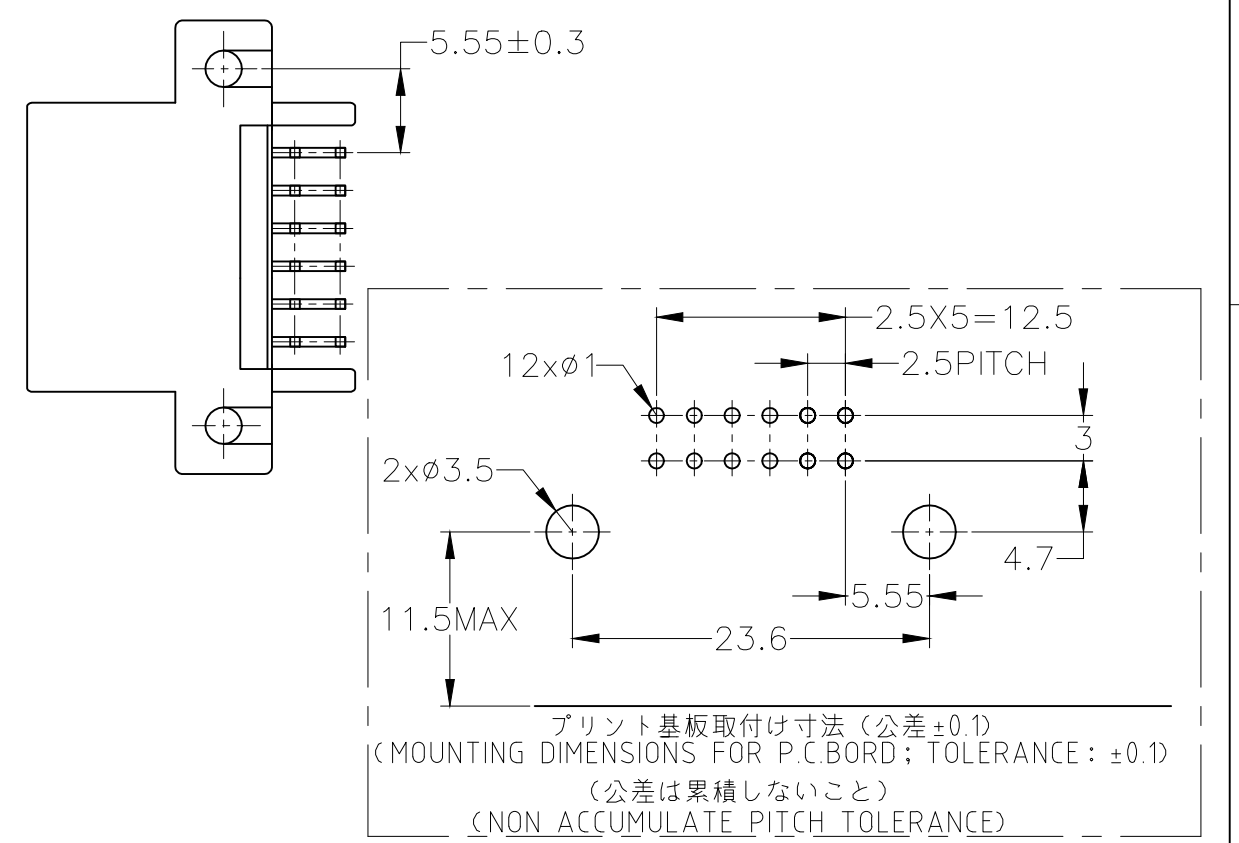 5.55±0.3
2.5X5=12.5
2.5PITCH
12xø1
3
2xø3.5
4.7
5.55
11.5MAX
23.6
プリント基板取付け寸法(公差±0.1)
(MOUNTING DIMENSIONS FOR P.C.BORD; TOLERANCE: ±0.1)
(公差は累積しないこと)
(NON ACCUMULATE PITCH TOLERANCE)